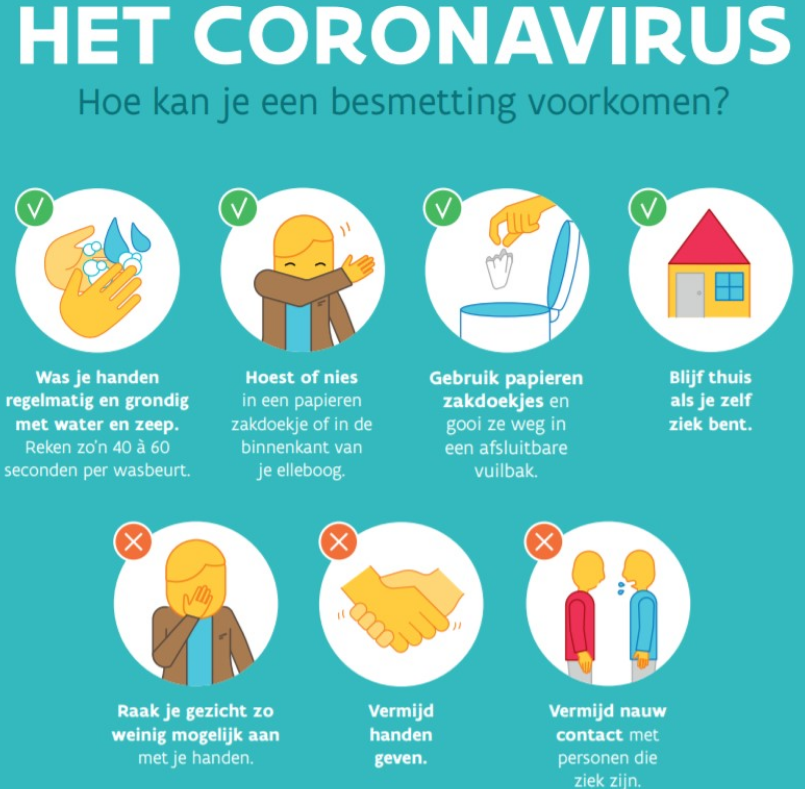 HET CORONAVIRUS
Hoe kan je een besmetting voorkomen?
Was je handen
regelmatig en grondig
met water en zeep.
Reken zo'n 40 à 60
seconden per wasbeurt.
Hoest of nies
in een papieren
zakdoekje of in de
binnenkant van
je elleboog.
Gebruik papieren
zakdoekjes en
gooi ze weg in
een afsluitbare
vuilbak.
Blijf thuis
als je zelf
ziek bent.
Raak je gezicht zo
weinig mogelijk aan
met je handen.
Vermijd
handen
geven.
Vermijd nauw
contact met
personen die
ziek zijn.